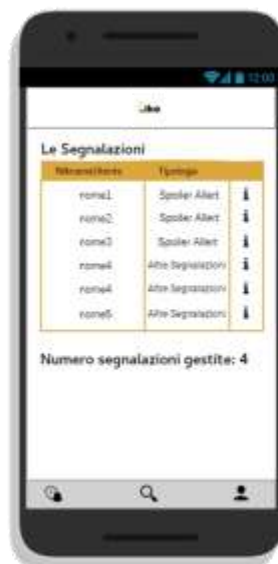 12:00
Le Segnalazioni
Tipologia
nome1 Spoiler Allert i
nome2 Spoiler Allert i
nome3 Spoiler Allert i
nome4 Altre Segnalazioni i
nome4 Altre Segnalazioni i
nome5 Altre Segnalazioni i
Numero segnalazioni gestite: 4